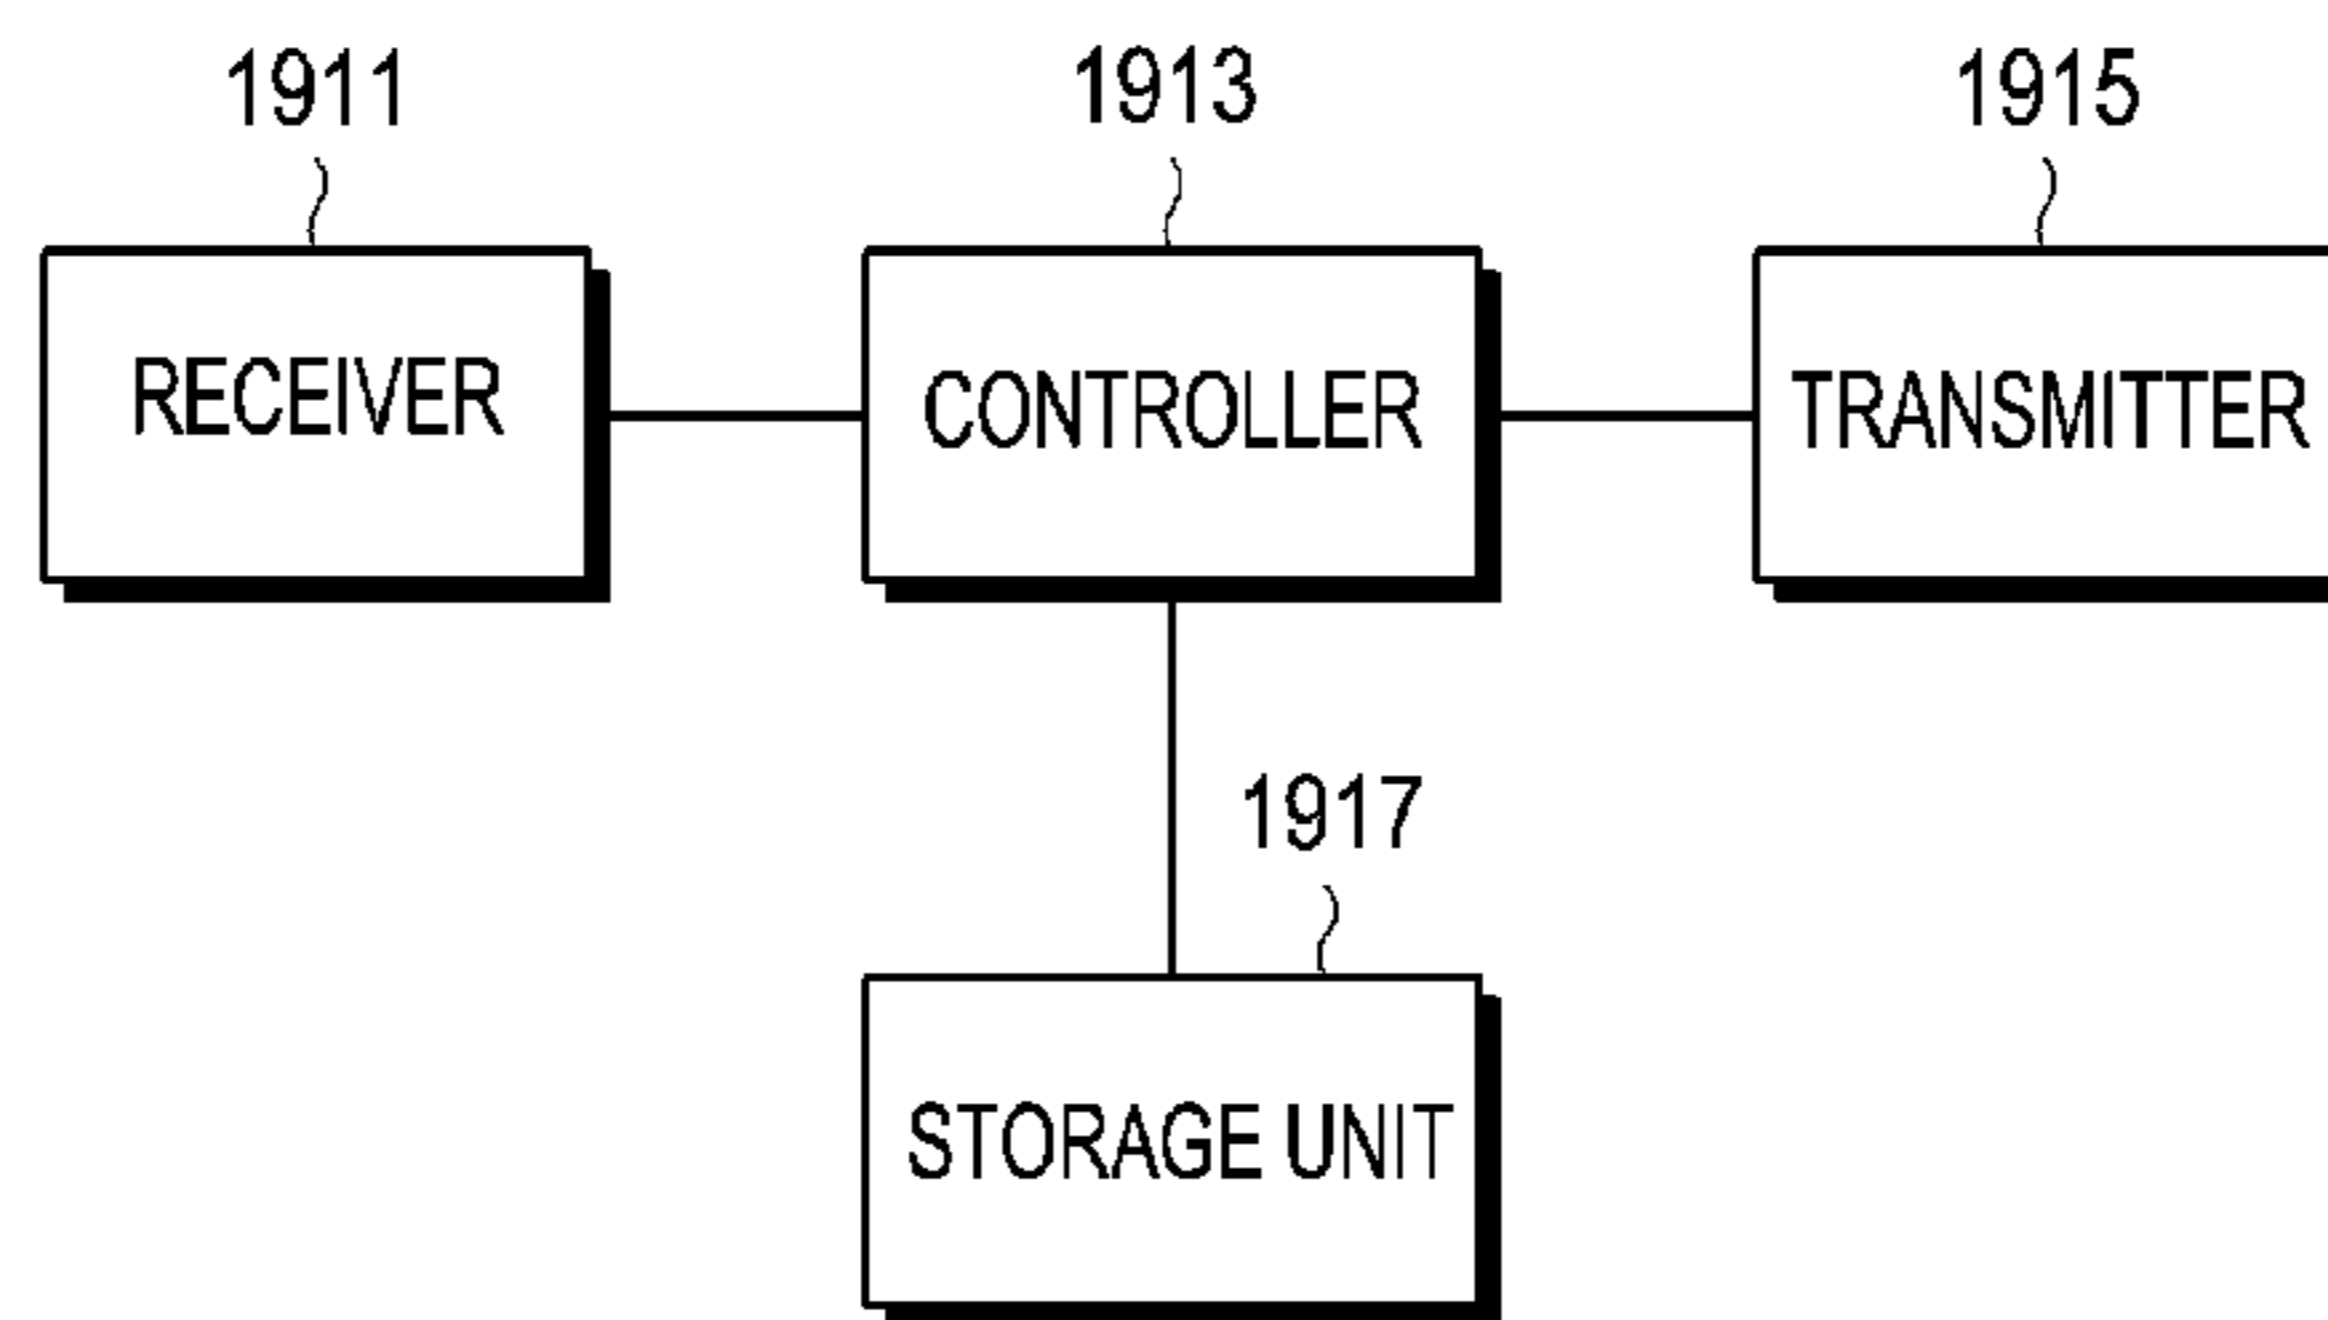 1911
1913
1915
RECEIVER
CONTROLLER
TRANSMITTER
1917
STORAGE UNIT